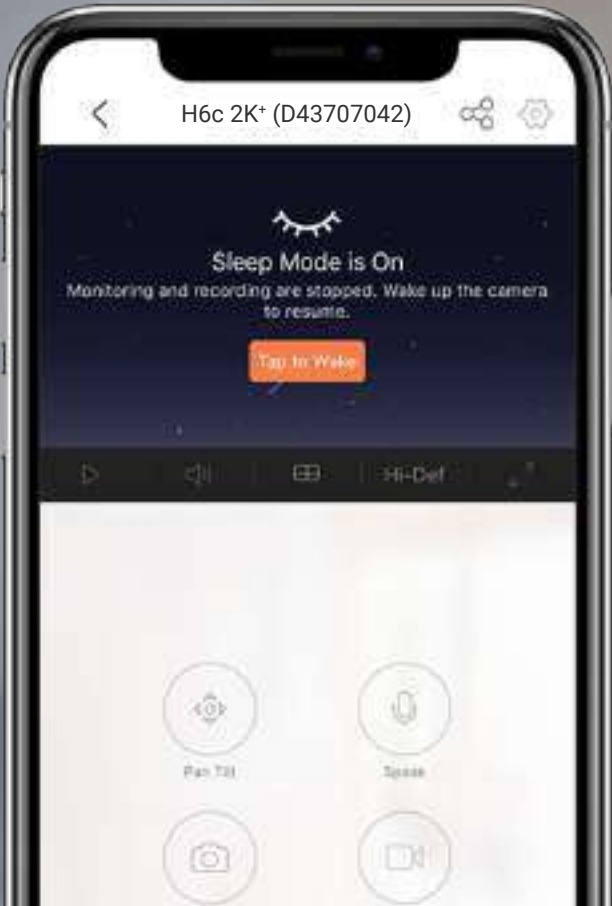 H6c 2K⁺ (D43707042)
Sleep Mode is On
Monitoring and recording are stopped. Wake up the camera
to resume.
Tap to Wake
Hi-Def
Pan Tilt
Speak